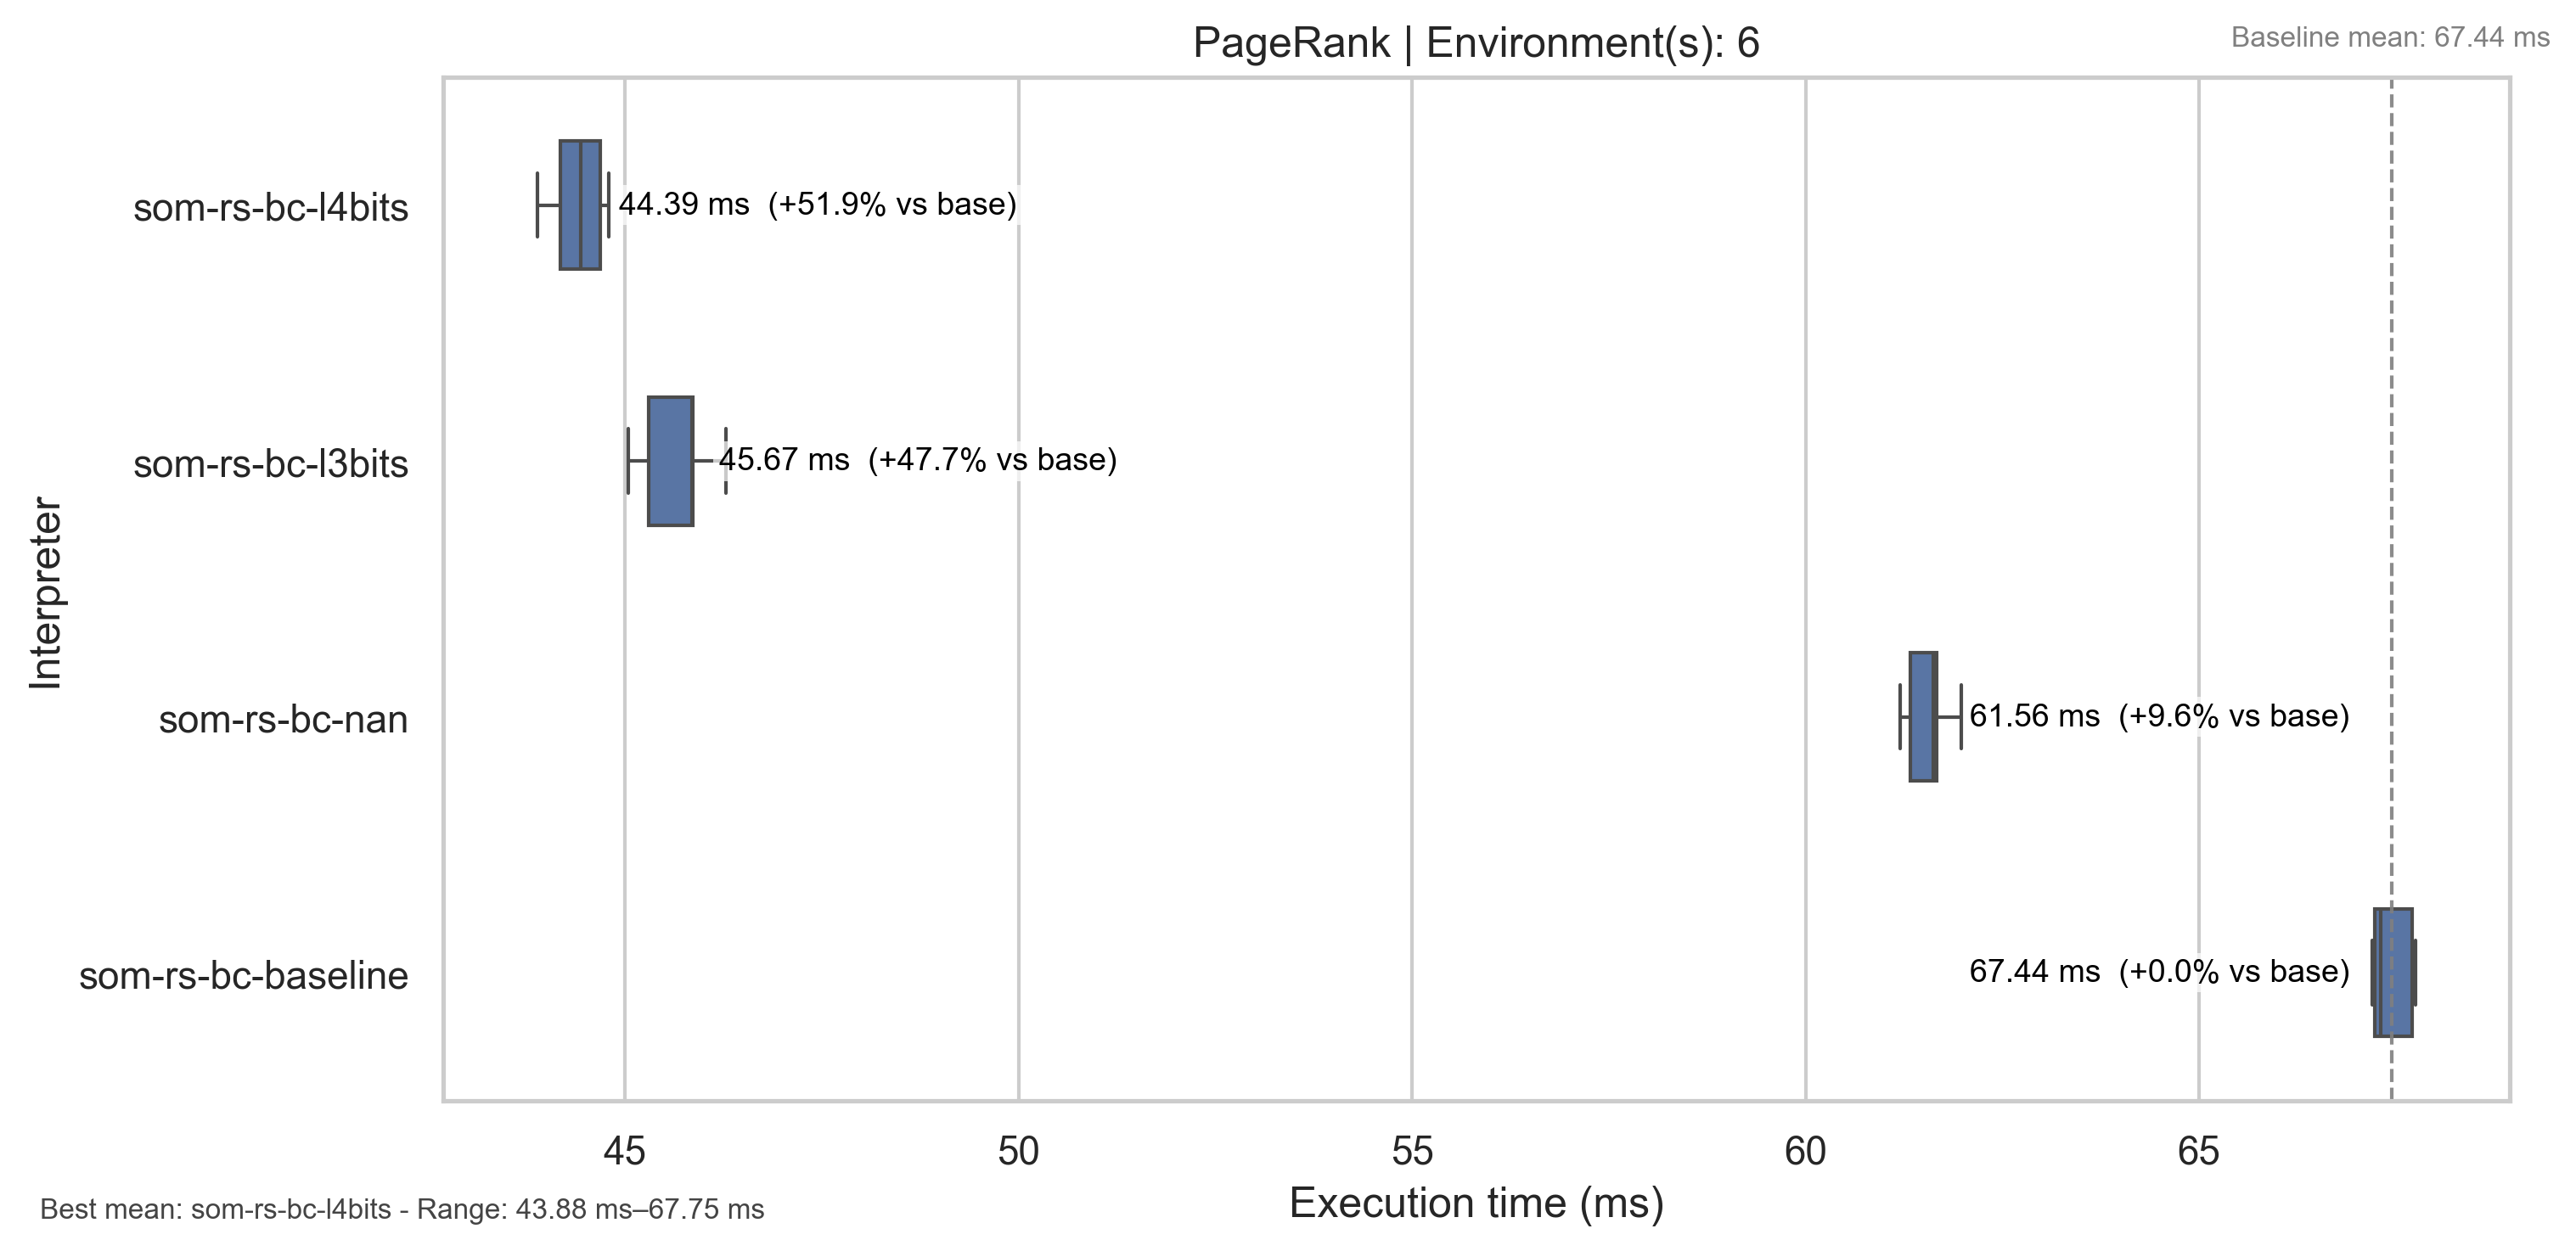 PageRank | Environment(s): 6
Baseline mean: 67.44 ms
Interpreter
som-rs-bc-l4bits
44.39 ms (+51.9% vs base)
som-rs-bc-l3bits
45.67 ms (+47.7% vs base)
som-rs-bc-nan
61.56 ms (+9.6% vs base)
som-rs-bc-baseline
67.44 ms (+0.0% vs base)
45 50 55 60 65
Execution time (ms)
Best mean: som-rs-bc-l4bits - Range: 43.88 ms–67.75 ms